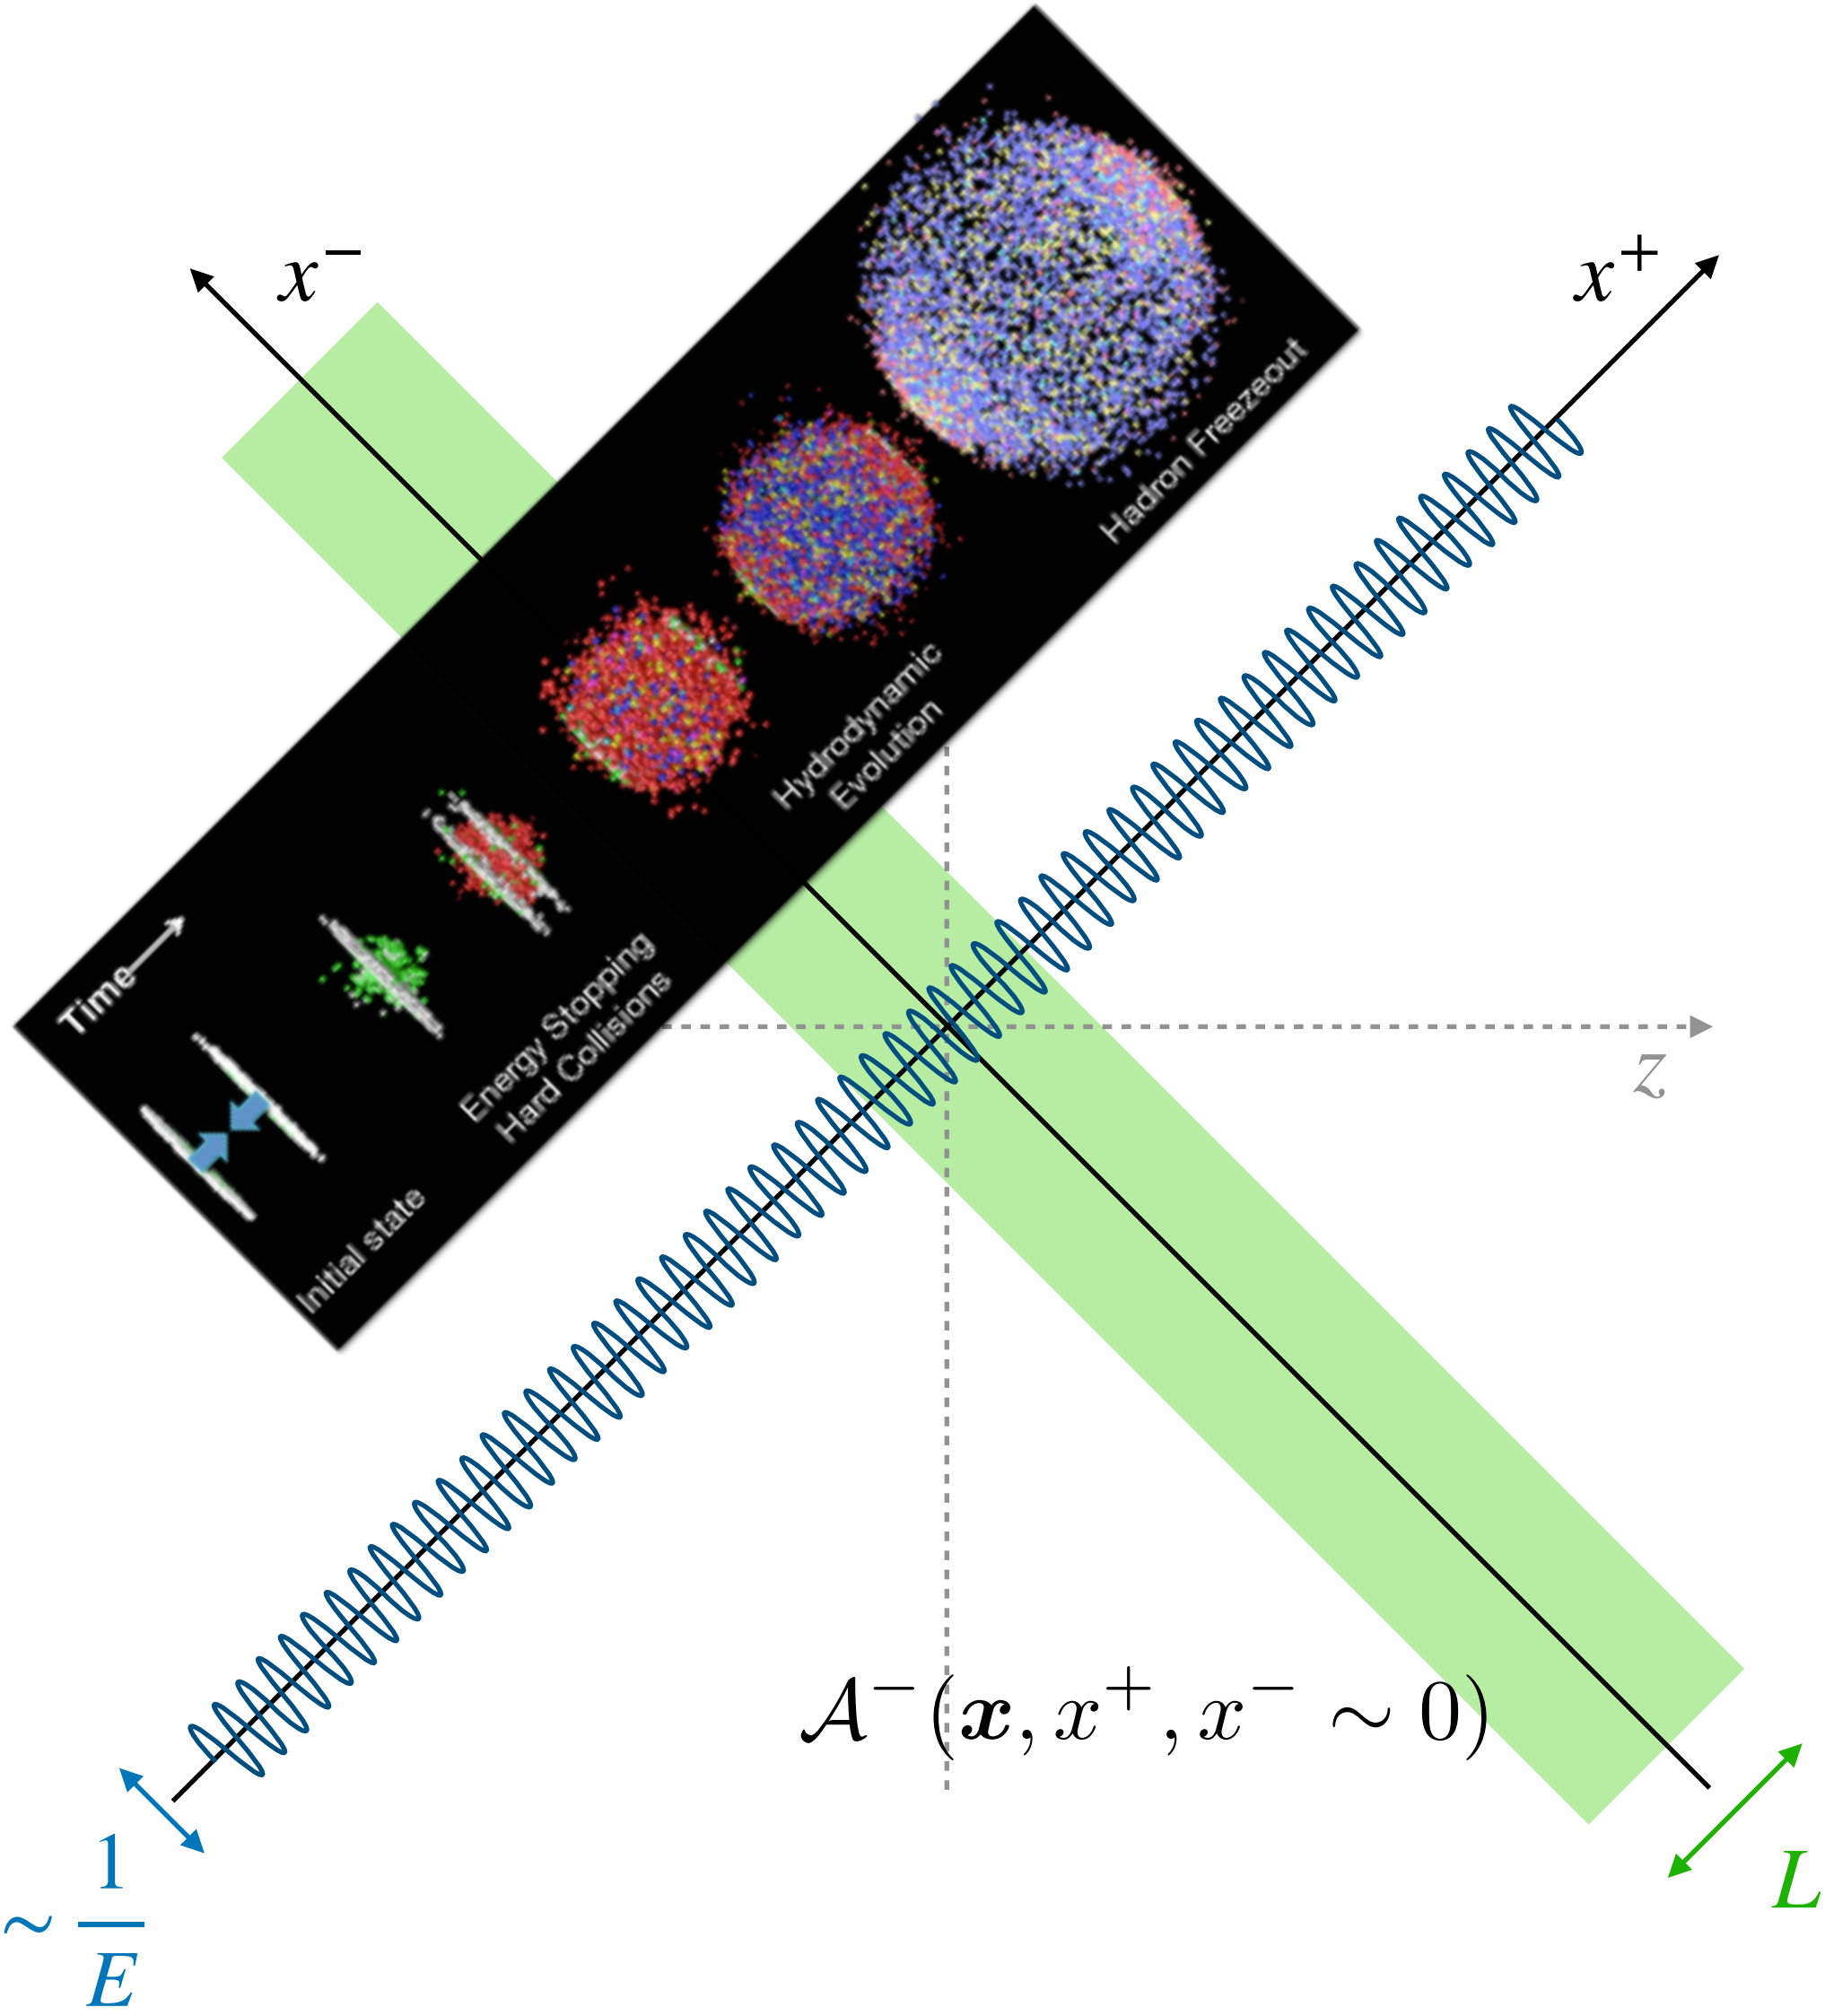 x⁻
x⁺
Hadron Freezeout
Hydrodynamic
Evolution
Time
Energy Stopping
Hard Collisions
Initial state
z
𝒜⁻(𝒙, x⁺, x⁻ ∼ 0)
∼ 1/E
L